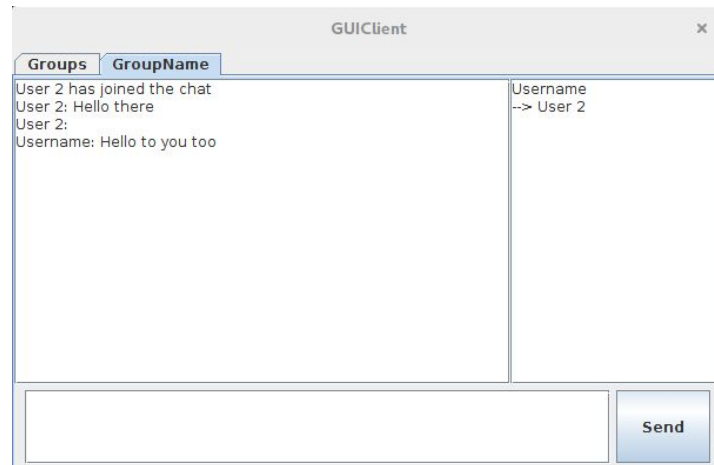 GUIClient ×
Groups GroupName
User 2 has joined the chat
User 2: Hello there
User 2:
Username: Hello to you too
Username
--> User 2
Send